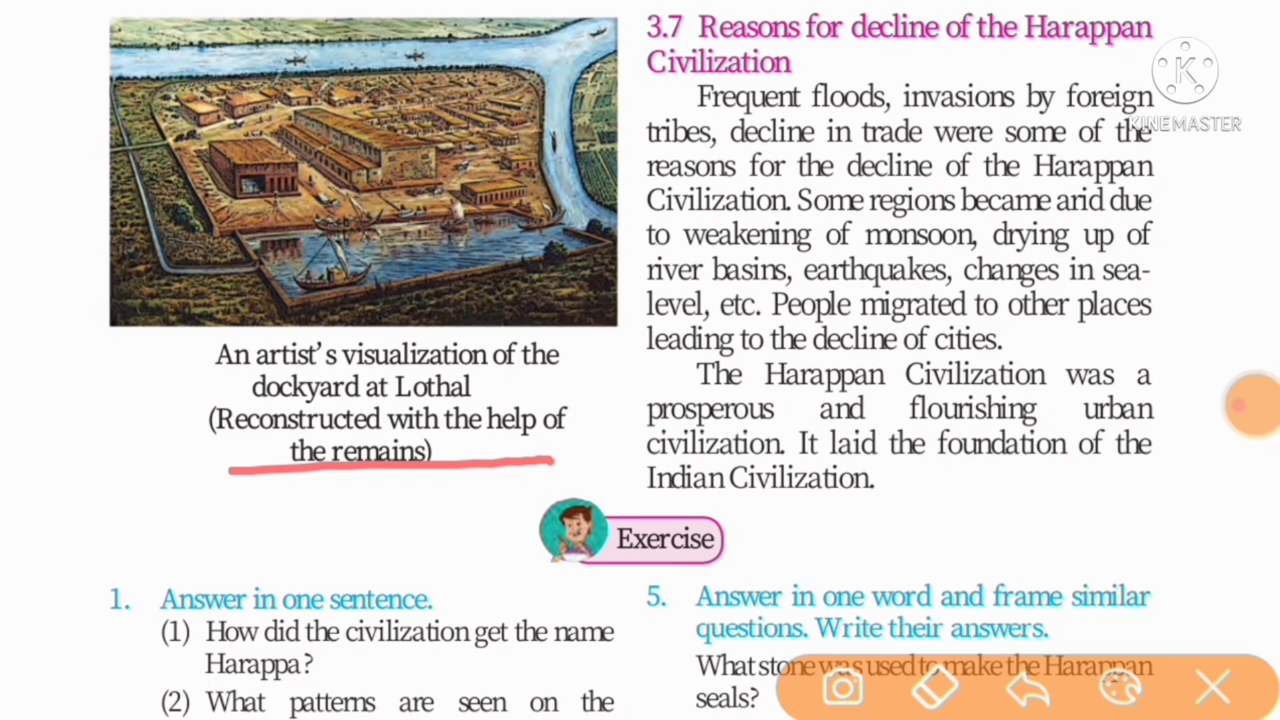 An artist's visualization of the
dockyard at Lothal
(Reconstructed with the help of
the remains)
3.7 Reasons for decline of the Harappan
Civilization
Frequent floods, invasions by foreign
tribes, decline in trade were some of the
reasons for the decline of the Harappan
Civilization. Some regions became arid due
to weakening of monsoon, drying up of
river basins, earthquakes, changes in sea-
level, etc. People migrated to other places
leading to the decline of cities.
The Harappan Civilization was a
prosperous and flourishing urban
civilization. It laid the foundation of the
Indian Civilization.
K
KINEMASTER
Exercise
1. Answer in one sentence.
(1) How did the civilization get the name
Harappa?
(2) What patterns are seen on the
5. Answer in one word and frame similar
questions. Write their answers.
What stone was used to make the Harappan
seals?